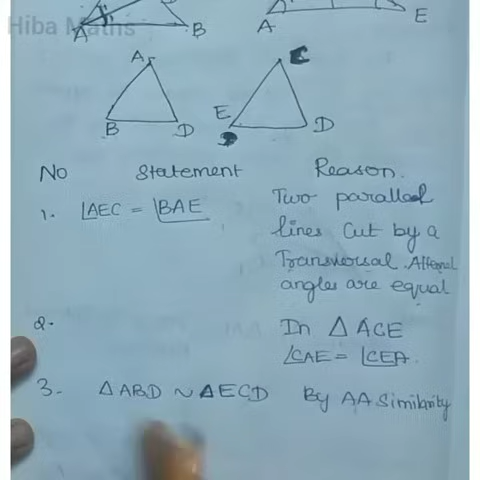 Hiba Maths
A B
A E
A
E D
B D
No Statement Reason.
1. ∠AEC = ∠BAE Two parallel
lines Cut by a
Transversal. Alternal
angles are equal
2. In △ ACE
∠CAE = ∠CEA.
3. △ ABD ~ △ECD By AA Similarity